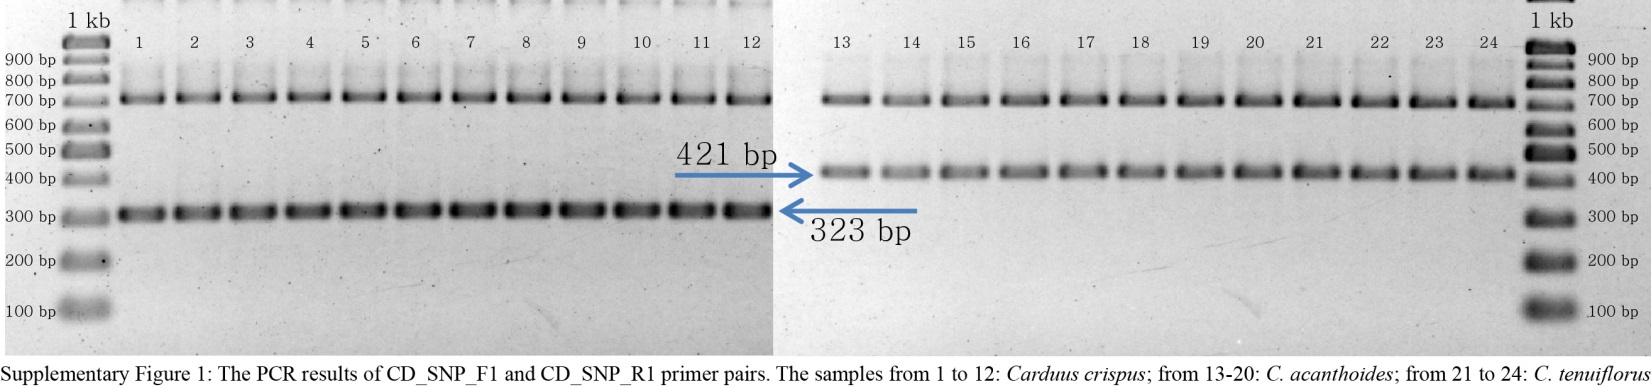 1 kb 1 kb
1 2 3 4 5 6 7 8 9 10 11 12 13 14 15 16 17 18 19 20 21 22 23 24
900 bp 900 bp
800 bp 800 bp
700 bp 700 bp
600 bp 600 bp
500 bp 421 bp 500 bp
400 bp 400 bp
300 bp 323 bp 300 bp
200 bp 200 bp
100 bp 100 bp
Supplementary Figure 1: The PCR results of CD_SNP_F1 and CD_SNP_R1 primer pairs. The samples from 1 to 12: Carduus crispus; from 13-20: C. acanthoides; from 21 to 24: C. tenuiflorus